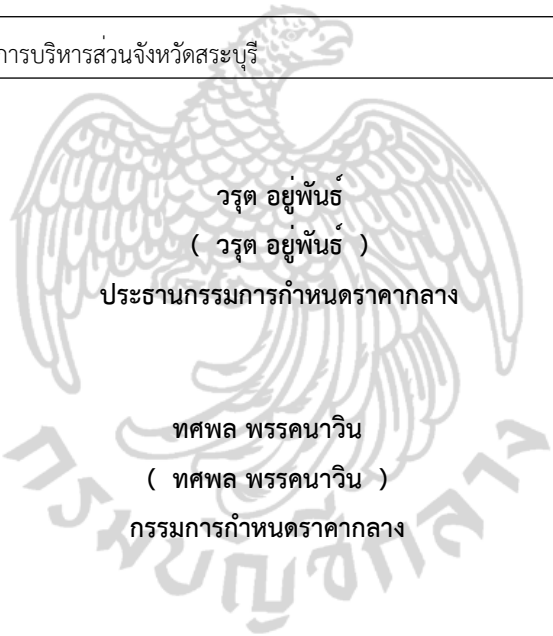 การบริหารส่วนจังหวัดสระบุรี
วรุต อยู่พันธ์
( วรุต อยู่พันธ์ )
ประธานกรรมการกำหนดราคากลาง
ทศพล พรรคนาวิน
( ทศพล พรรคนาวิน )
กรรมการกำหนดราคากลาง
กรมบัญชีกลาง